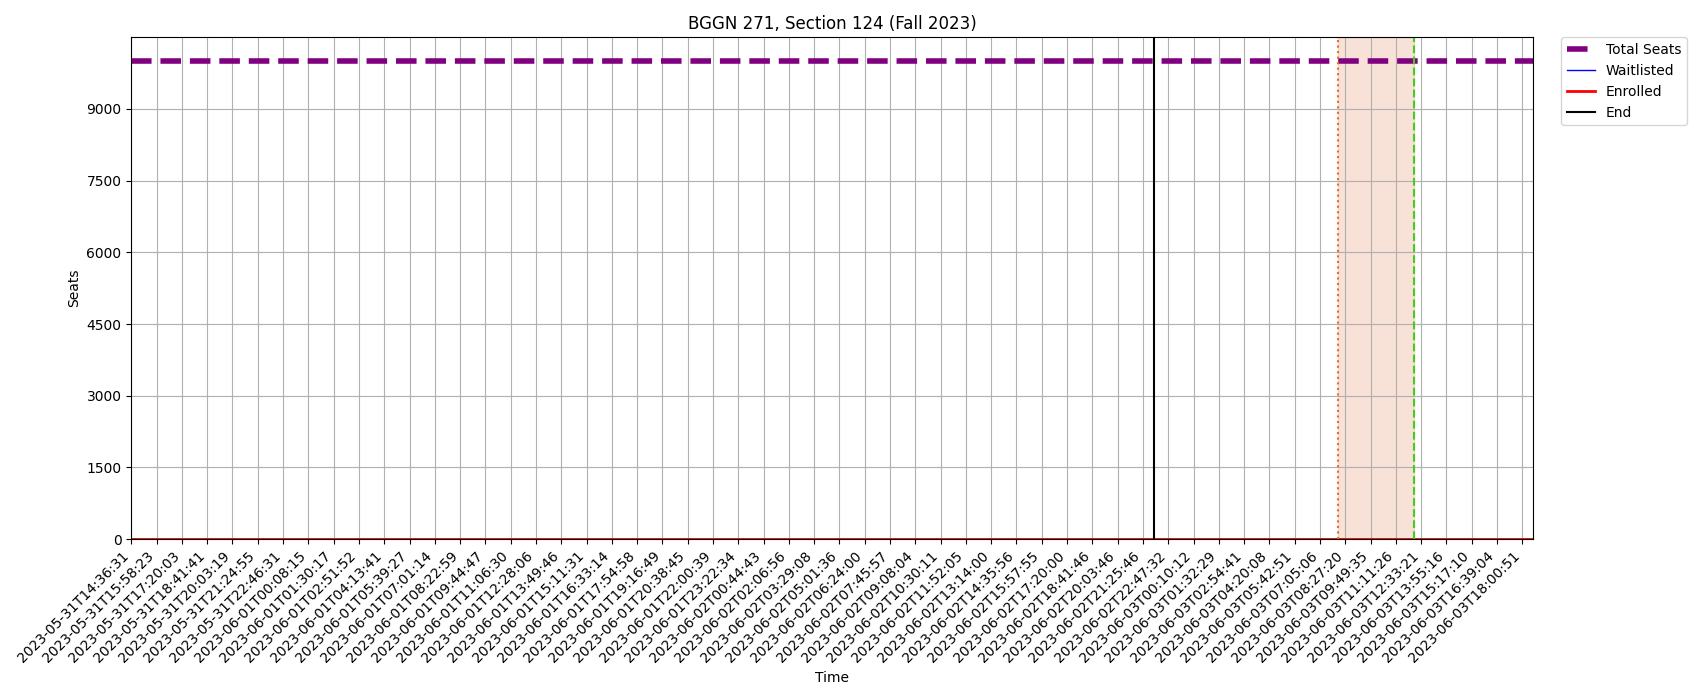 BGGN 271, Section 124 (Fall 2023)
Total Seats
Waitlisted
Enrolled
End
Seats
9000
7500
6000
4500
3000
1500
0
2023-05-31T14:36:31
2023-05-31T15:58:23
2023-05-31T17:20:03
2023-05-31T18:41:41
2023-05-31T20:03:19
2023-05-31T21:24:55
2023-05-31T22:46:31
2023-06-01T00:08:15
2023-06-01T01:30:17
2023-06-01T02:51:52
2023-06-01T04:13:41
2023-06-01T05:39:27
2023-06-01T07:01:14
2023-06-01T08:22:59
2023-06-01T09:44:47
2023-06-01T11:06:30
2023-06-01T12:28:06
2023-06-01T13:49:46
2023-06-01T15:11:31
2023-06-01T16:33:14
2023-06-01T17:54:58
2023-06-01T19:16:49
2023-06-01T20:38:45
2023-06-01T22:00:39
2023-06-01T23:22:34
2023-06-02T00:44:43
2023-06-02T02:06:56
2023-06-02T03:29:08
2023-06-02T05:01:36
2023-06-02T06:24:00
2023-06-02T07:45:57
2023-06-02T09:08:04
2023-06-02T10:30:11
2023-06-02T11:52:05
2023-06-02T13:14:00
2023-06-02T14:35:56
2023-06-02T15:57:55
2023-06-02T17:20:00
2023-06-02T18:41:46
2023-06-02T20:03:46
2023-06-02T21:25:46
2023-06-02T22:47:32
2023-06-03T00:10:12
2023-06-03T01:32:29
2023-06-03T02:54:41
2023-06-03T04:20:08
2023-06-03T05:42:51
2023-06-03T07:05:06
2023-06-03T08:27:20
2023-06-03T09:49:35
2023-06-03T11:11:26
2023-06-03T12:33:21
2023-06-03T13:55:16
2023-06-03T15:17:10
2023-06-03T16:39:04
2023-06-03T18:00:51
Time